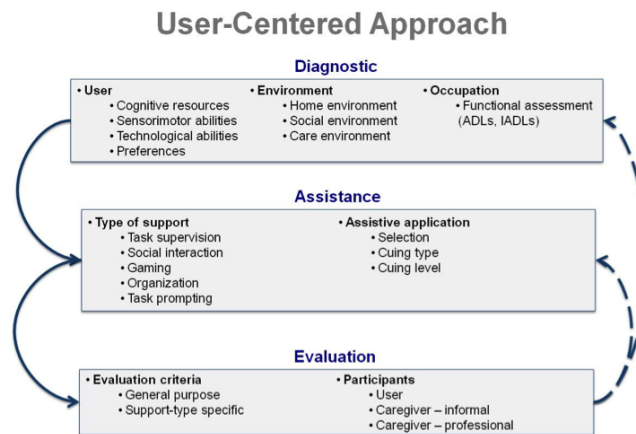 User-Centered Approach
Diagnostic
• User
• Cognitive resources
• Sensorimotor abilities
• Technological abilities
• Preferences
• Environment
• Home environment
• Social environment
• Care environment
• Occupation
• Functional assessment
(ADLs, IADLs)
Assistance
• Type of support
• Task supervision
• Social interaction
• Gaming
• Organization
• Task prompting
• Assistive application
• Selection
• Cuing type
• Cuing level
Evaluation
• Evaluation criteria
• General purpose
• Support-type specific
• Participants
• User
• Caregiver – informal
• Caregiver – professional